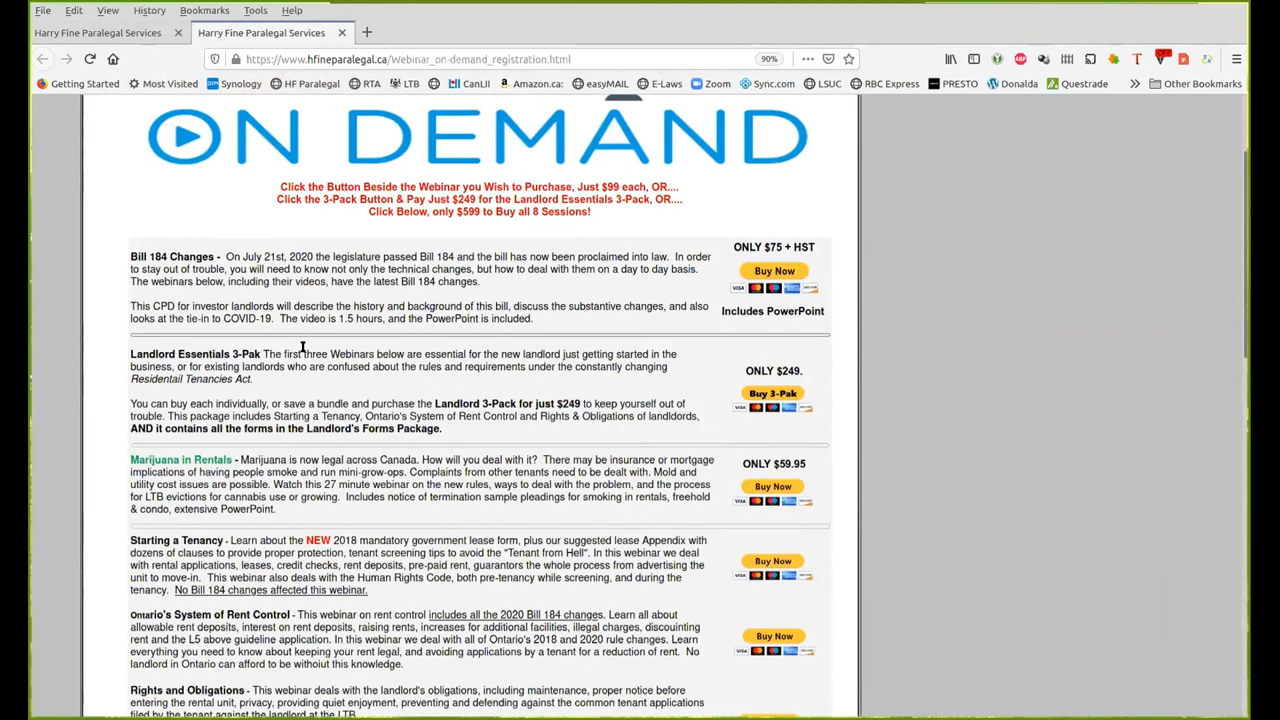 File Edit View History Bookmarks Tools Help
Harry Fine Paralegal Services Harry Fine Paralegal Services
https://www.hfineparalegal.ca/Webinar_on-demand_registration.html 90%
Getting Started Most Visited Synology HF Paralegal RTA LTB CanLII Amazon.ca: easyMAIL E-Laws Zoom Sync.com LSUC RBC Express PRESTO Donalda Questrade Other Bookmarks
ON DEMAND
Click the Button Beside the Webinar you Wish to Purchase, Just $99 each, OR....
Click the 3-Pack Button & Pay Just $249 for the Landlord Essentials 3-Pack, OR....
Click Below, only $599 to Buy all 8 Sessions!
Bill 184 Changes - On July 21st, 2020 the legislature passed Bill 184 and the bill has now been proclaimed into law. In order
to stay out of trouble, you will need to know not only the technical changes, but how to deal with them on a day to day basis.
The webinars below, including their videos, have the latest Bill 184 changes.
This CPD for investor landlords will describe the history and background of this bill, discuss the substantive changes, and also
looks at the tie-in to COVID-19. The video is 1.5 hours, and the PowerPoint is included.
ONLY $75 + HST
Buy Now
Includes PowerPoint
Landlord Essentials 3-Pak The first three Webinars below are essential for the new landlord just getting started in the
business, or for existing landlords who are confused about the rules and requirements under the constantly changing
Residentail Tenancies Act.
You can buy each individually, or save a bundle and purchase the Landlord 3-Pack for just $249 to keep yourself out of
trouble. This package includes Starting a Tenancy, Ontario's System of Rent Control and Rights & Obligations of landldords,
AND it contains all the forms in the Landlord's Forms Package.
ONLY $249.
Buy 3-Pak
Marijuana in Rentals - Marijuana is now legal across Canada. How will you deal with it? There may be insurance or mortgage
implications of having people smoke and run mini-grow-ops. Complaints from other tenants need to be dealt with. Mold and
utility cost issues are possible. Watch this 27 minute webinar on the new rules, ways to deal with the problem, and the process
for LTB evictions for cannabis use or growing. Includes notice of termination sample pleadings for smoking in rentals, freehold
& condo, extensive PowerPoint.
ONLY $59.95
Buy Now
Starting a Tenancy - Learn about the NEW 2018 mandatory government lease form, plus our suggested lease Appendix with
dozens of clauses to provide proper protection, tenant screening tips to avoid the "Tenant from Hell". In this webinar we deal
with rental applications, leases, credit checks, rent deposits, pre-paid rent, guarantors the whole process from advertising the
unit to move-in. This webinar also deals with the Human Rights Code, both pre-tenancy while screening, and during the
tenancy. No Bill 184 changes affected this webinar.
Buy Now
Ontario's System of Rent Control - This webinar on rent control includes all the 2020 Bill 184 changes. Learn all about
allowable rent deposits, interest on rent deposits, raising rents, increases for additional facilities, illegal charges, discounting
rent and the L5 above guideline application. In this webinar we deal with all of Ontario's 2018 and 2020 rule changes. Learn
everything you need to know about keeping your rent legal, and avoiding applications by a tenant for a reduction of rent. No
landlord in Ontario can afford to be withoiut this knowledge.
Buy Now
Rights and Obligations - This webinar deals with the landlord's obligations, including maintenance, proper notice before
entering the rental unit, privacy, providing quiet enjoyment, preventing and defending against the common tenant applications
filed by the tenant against the landlord at the LTB.